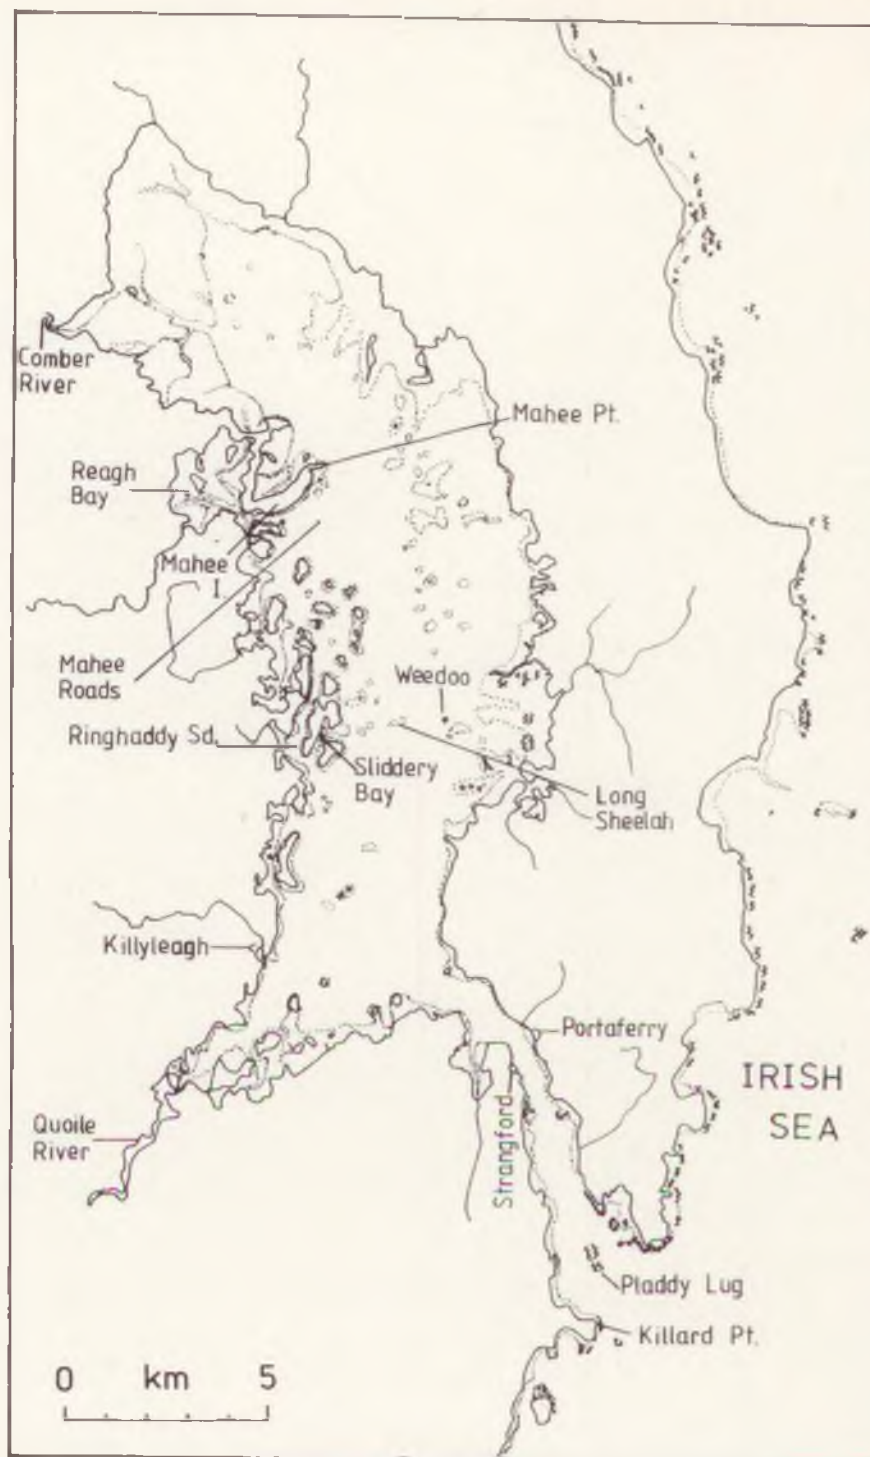 Comber
River
Mahee Pt.
Reagh
Bay
Mahee
I.
Mahee
Roads
Weedoo
Ringhaddy Sd.
Sliddery
Bay
Long
Sheelah
Killyleagh
Portaferry
IRISH
SEA
Quoile
River
Strangford
Pladdy Lug
Killard Pt.
0 km 5